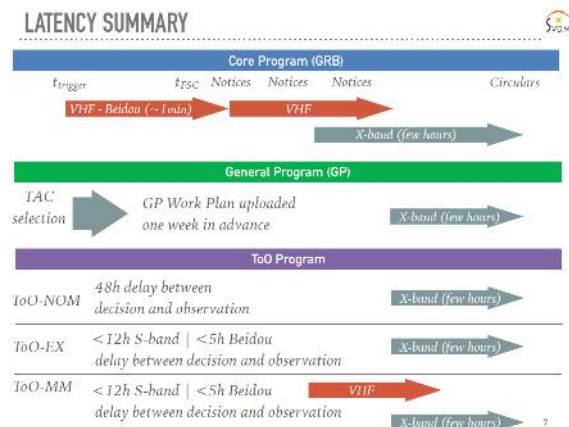 LATENCY SUMMARY
Svom
Core Program (GRB)
t_trigger t_FSC Notices Notices Notices Circulars
VHF - Beidou (~1min) VHF
X-band (few hours)
General Program (GP)
TAC
selection
GP Work Plan uploaded
one week in advance
X-band (few hours)
ToO Program
ToO-NOM
48h delay between
decision and observation
X-band (few hours)
ToO-EX
<12h S-band | <5h Beidou
delay between decision and observation
X-band (few hours)
ToO-MM
<12h S-band | <5h Beidou
delay between decision and observation
VHF
X-band (few hours)
7